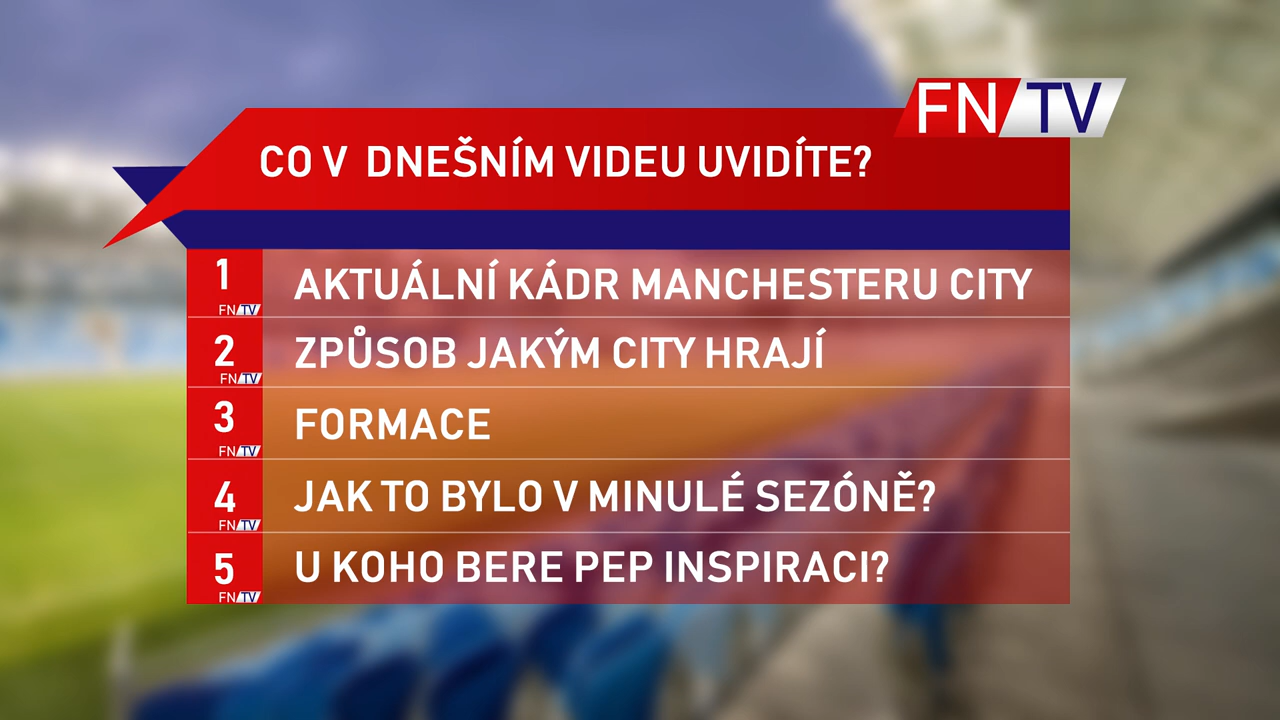 FN/TV
CO V DNEŠNÍM VIDEU UVIDÍTE?
1 AKTUÁLNÍ KÁDR MANCHESTERU CITY
FN/TV
2 ZPŮSOB JAKÝM CITY HRAJÍ
FN/TV
3 FORMACE
FN/TV
4 JAK TO BYLO V MINULÉ SEZÓNĚ?
FN/TV
5 U KOHO BERE PEP INSPIRACI?
FN/TV